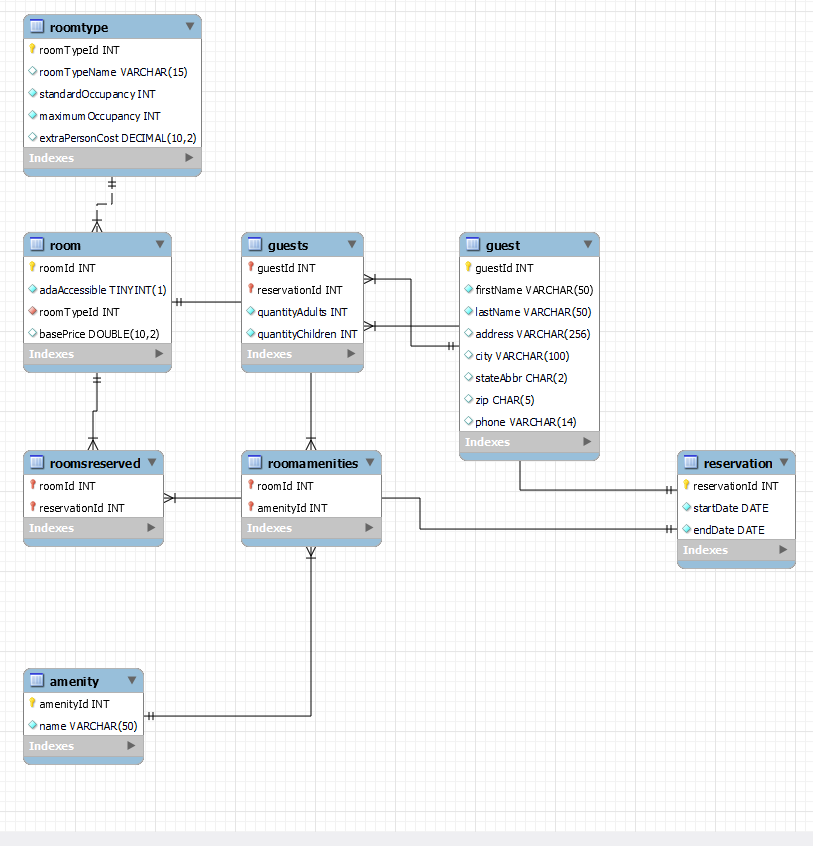 roomtype
roomTypeId INT
roomTypeName VARCHAR(15)
standardOccupancy INT
maximumOccupancy INT
extraPersonCost DECIMAL(10,2)
Indexes
room
roomId INT
adaAccessible TINYINT(1)
roomTypeId INT
basePrice DOUBLE(10,2)
Indexes
guests
guestId INT
reservationId INT
quantityAdults INT
quantityChildren INT
Indexes
guest
guestId INT
firstName VARCHAR(50)
lastName VARCHAR(50)
address VARCHAR(256)
city VARCHAR(100)
stateAbbr CHAR(2)
zip CHAR(5)
phone VARCHAR(14)
Indexes
roomsreserved
roomId INT
reservationId INT
Indexes
roomamenities
roomId INT
amenityId INT
Indexes
reservation
reservationId INT
startDate DATE
endDate DATE
Indexes
amenity
amenityId INT
name VARCHAR(50)
Indexes